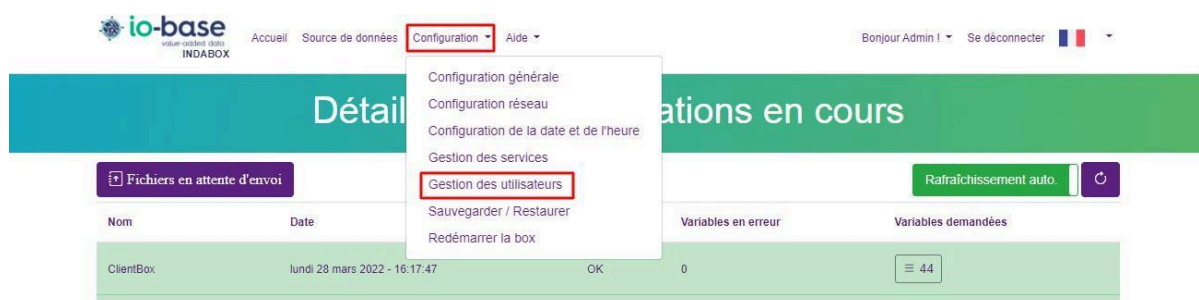 io-base
value-added data
INDABOX
Accueil Source de données Configuration Aide Bonjour Admin ! Se déconnecter
Configuration générale
Configuration réseau
Configuration de la date et de l'heure
Gestion des services
Gestion des utilisateurs
Sauvegarder / Restaurer
Redémarrer la box
Détail ations en cours
Fichiers en attente d'envoi Rafraîchissement auto.
Nom Date Variables en erreur Variables demandées
ClientBox lundi 28 mars 2022 - 16:17:47 OK 0 44